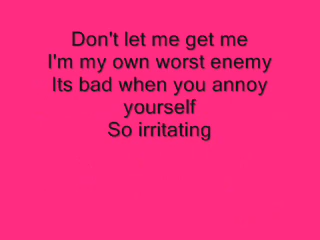 Don't let me get me
I'm my own worst enemy
Its bad when you annoy
yourself
So irritating